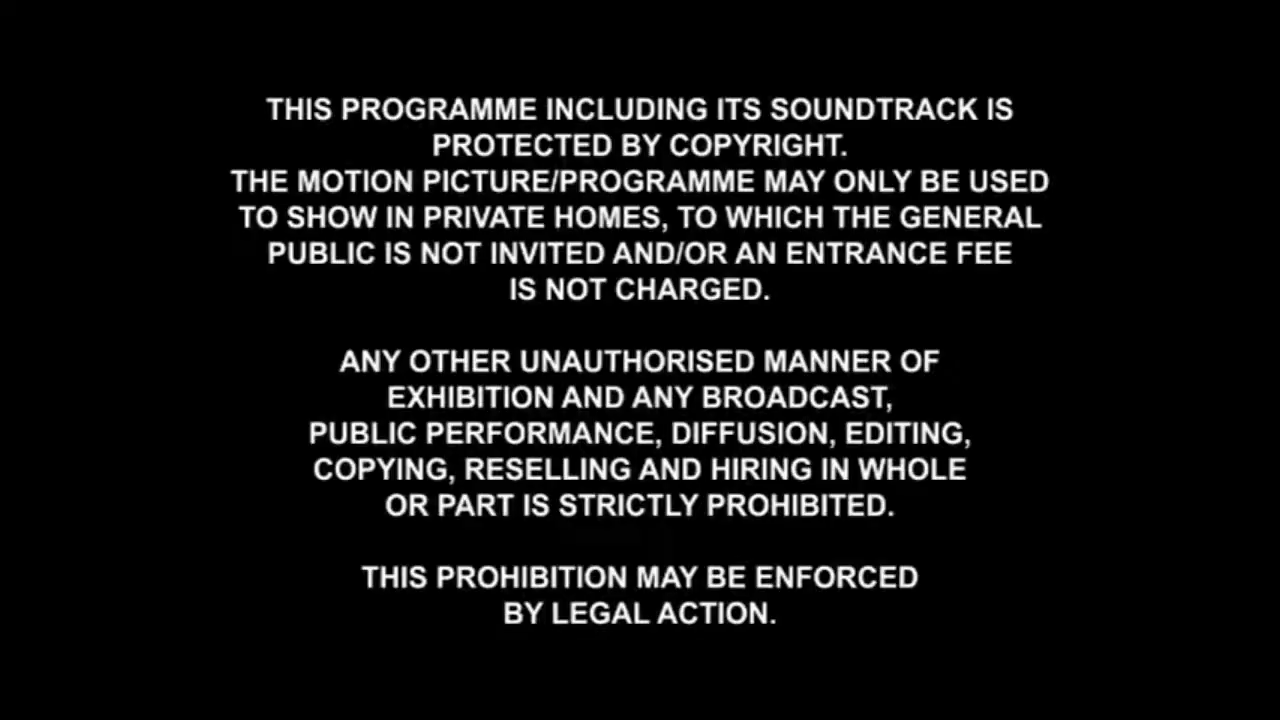 THIS PROGRAMME INCLUDING ITS SOUNDTRACK IS
PROTECTED BY COPYRIGHT.
THE MOTION PICTURE/PROGRAMME MAY ONLY BE USED
TO SHOW IN PRIVATE HOMES, TO WHICH THE GENERAL
PUBLIC IS NOT INVITED AND/OR AN ENTRANCE FEE
IS NOT CHARGED.
ANY OTHER UNAUTHORISED MANNER OF
EXHIBITION AND ANY BROADCAST,
PUBLIC PERFORMANCE, DIFFUSION, EDITING,
COPYING, RESELLING AND HIRING IN WHOLE
OR PART IS STRICTLY PROHIBITED.
THIS PROHIBITION MAY BE ENFORCED
BY LEGAL ACTION.